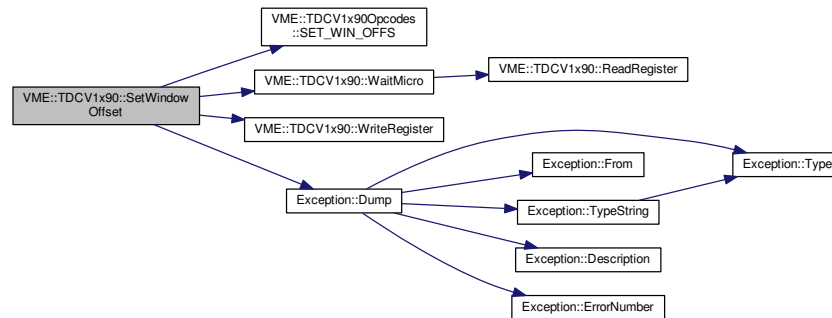 VME::TDCV1x90Opcodes
::SET_WIN_OFFS
VME::TDCV1x90::WaitMicro
VME::TDCV1x90::ReadRegister
VME::TDCV1x90::SetWindow
Offset
VME::TDCV1x90::WriteRegister
Exception::From
Exception::Type
Exception::Dump
Exception::TypeString
Exception::Description
Exception::ErrorNumber